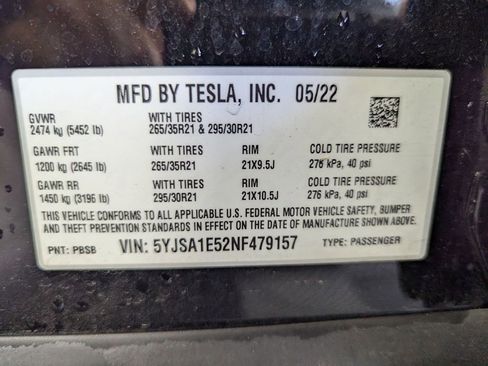 MFD BY TESLA, INC. 05/22
GVWR WITH TIRES
2474 kg (5452 lb) 265/35R21 & 295/30R21
GAWR FRT WITH TIRES RIM COLD TIRE PRESSURE
1200 kg (2645 lb) 265/35R21 21X9.5J 276 kPa, 40 psi
GAWR RR WITH TIRES RIM COLD TIRE PRESSURE
1450 kg (3196 lb) 295/30R21 21X10.5J 276 kPa, 40 psi
THIS VEHICLE CONFORMS TO ALL APPLICABLE U.S. FEDERAL MOTOR VEHICLE SAFETY, BUMPER
AND THEFT PREVENTION STANDARDS IN EFFECT ON THE DATE OF MANUFACTURE SHOWN ABOVE.
PNT: PBSB VIN: 5YJSA1E52NF479157 TYPE: PASSENGER